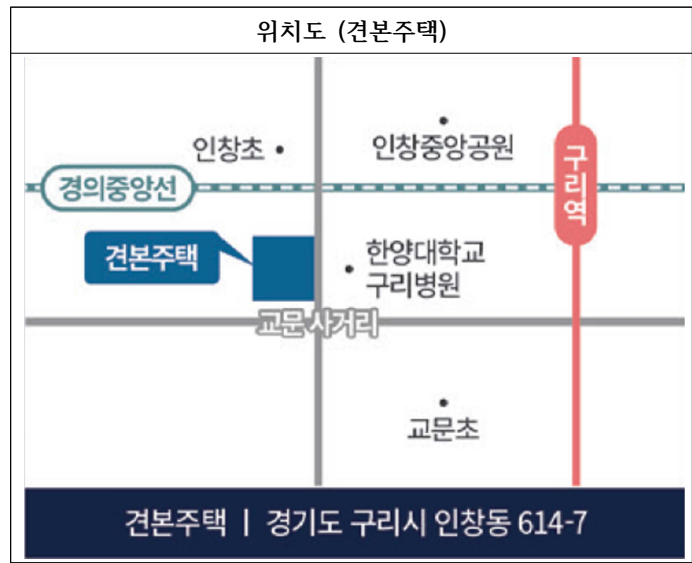 위치도 (견본주택)
인창초
인창중앙공원
구리역
경의중앙선
견본주택
한양대학교
구리병원
교문사거리
교문초
견본주택 | 경기도 구리시 인창동 614-7